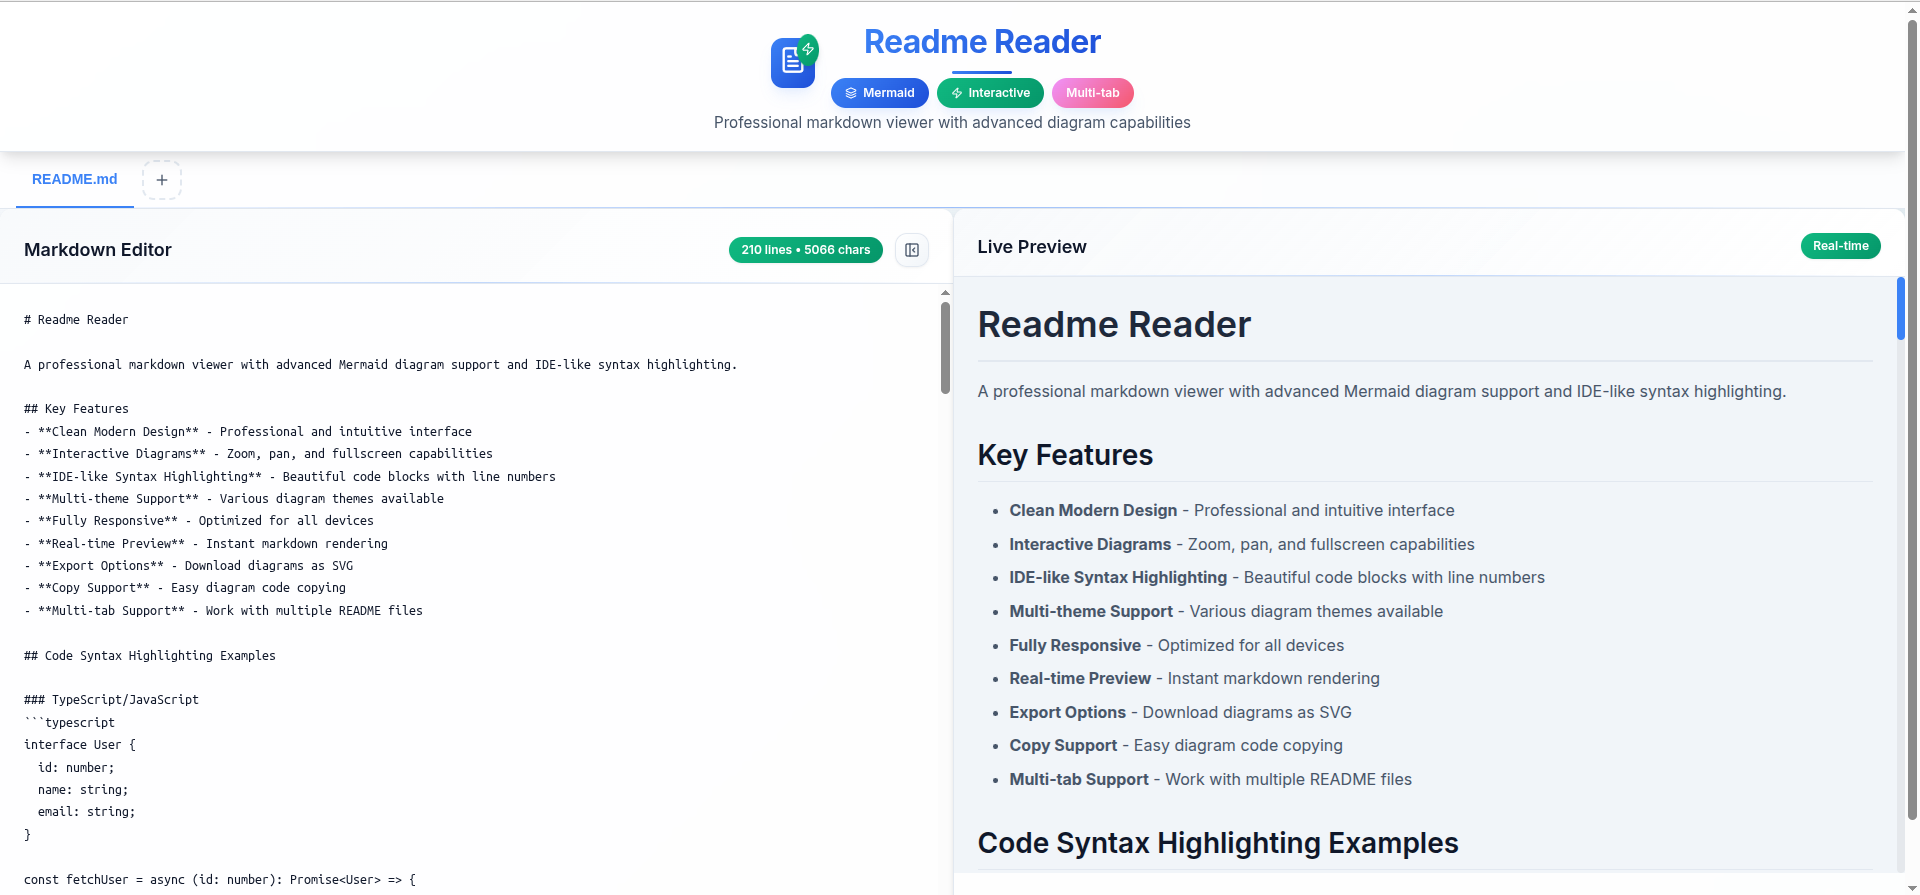 Readme Reader
Mermaid
Interactive
Multi-tab
Professional markdown viewer with advanced diagram capabilities
README.md
+
Markdown Editor
210 lines • 5066 chars
# Readme Reader
A professional markdown viewer with advanced Mermaid diagram support and IDE-like syntax highlighting.
## Key Features
- **Clean Modern Design** - Professional and intuitive interface
- **Interactive Diagrams** - Zoom, pan, and fullscreen capabilities
- **IDE-like Syntax Highlighting** - Beautiful code blocks with line numbers
- **Multi-theme Support** - Various diagram themes available
- **Fully Responsive** - Optimized for all devices
- **Real-time Preview** - Instant markdown rendering
- **Export Options** - Download diagrams as SVG
- **Copy Support** - Easy diagram code copying
- **Multi-tab Support** - Work with multiple README files
## Code Syntax Highlighting Examples
### TypeScript/JavaScript
```typescript
interface User {
  id: number;
  name: string;
  email: string;
}
const fetchUser = async (id: number): Promise<User> => {
Live Preview
Real-time
Readme Reader
A professional markdown viewer with advanced Mermaid diagram support and IDE-like syntax highlighting.
Key Features
• Clean Modern Design - Professional and intuitive interface
• Interactive Diagrams - Zoom, pan, and fullscreen capabilities
• IDE-like Syntax Highlighting - Beautiful code blocks with line numbers
• Multi-theme Support - Various diagram themes available
• Fully Responsive - Optimized for all devices
• Real-time Preview - Instant markdown rendering
• Export Options - Download diagrams as SVG
• Copy Support - Easy diagram code copying
• Multi-tab Support - Work with multiple README files
Code Syntax Highlighting Examples